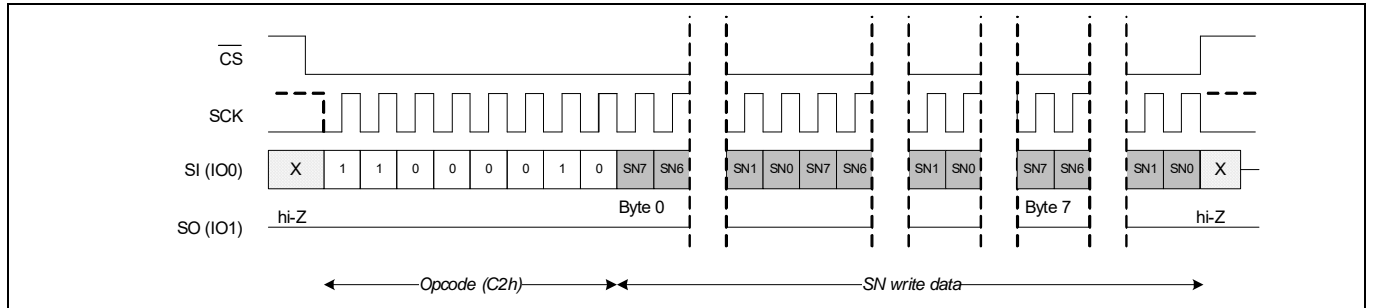 CS
SCK
SI (IO0) X 1 1 0 0 0 0 1 0 SN7 SN6 SN1 SN0 SN7 SN6 SN1 SN0 SN7 SN6 SN1 SN0 X
Byte 0 Byte 7
hi-Z hi-Z
SO (IO1)
Opcode (C2h) SN write data